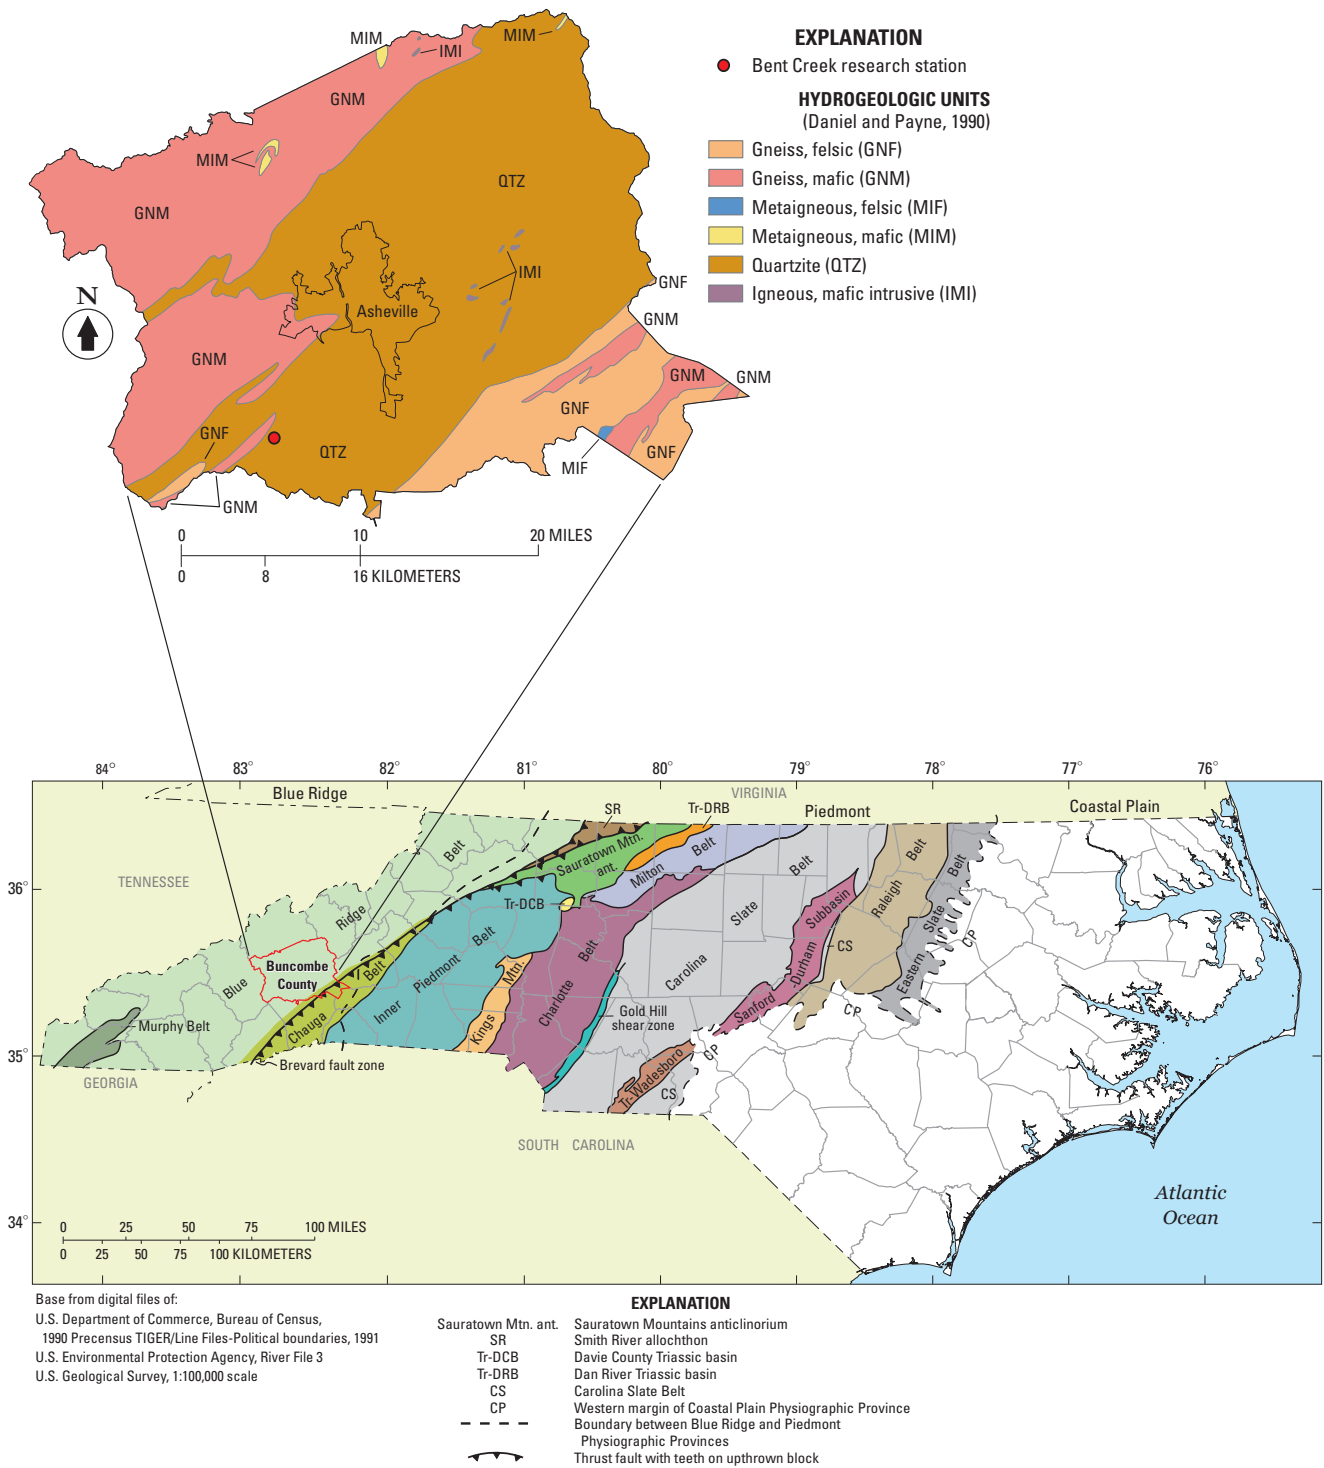 MIM
IMI
MIM
GNM
MIM
GNM
QTZ
IMI
GNF
Asheville
GNM
GNM
GNM
GNM
GNF
GNF
QTZ
GNF
MIF
GNM
N
0 10 20 MILES
0 8 16 KILOMETERS
EXPLANATION
Bent Creek research station
HYDROGEOLOGIC UNITS
(Daniel and Payne, 1990)
Gneiss, felsic (GNF)
Gneiss, mafic (GNM)
Metaigneous, felsic (MIF)
Metaigneous, mafic (MIM)
Quartzite (QTZ)
Igneous, mafic intrusive (IMI)
84° 83° 82° 81° 80° 79° 78° 77° 76°
36°
35°
34°
Blue Ridge
VIRGINIA
Piedmont
Coastal Plain
TENNESSEE
GEORGIA
SOUTH CAROLINA
Atlantic
Ocean
SR
Tr-DRB
Sauratown Mtn.
ant.
Milton Belt
Tr-DCB
Blue Ridge Belt
Buncombe
County
Murphy Belt
Chauga Belt
Brevard fault zone
Inner Piedmont Belt
Kings Mtn.
Charlotte Belt
Gold Hill
shear zone
Carolina Slate Belt
Durham Subbasin
Sanford
CS
Raleigh Belt
Eastern Slate Belt
CP
CP
CP
Tr-Wadesboro
CS
0 25 50 75 100 MILES
0 25 50 75 100 KILOMETERS
Base from digital files of:
U.S. Department of Commerce, Bureau of Census,
1990 Precensus TIGER/Line Files-Political boundaries, 1991
U.S. Environmental Protection Agency, River File 3
U.S. Geological Survey, 1:100,000 scale
EXPLANATION
Sauratown Mtn. ant. Sauratown Mountains anticlinorium
SR Smith River allochthon
Tr-DCB Davie County Triassic basin
Tr-DRB Dan River Triassic basin
CS Carolina Slate Belt
CP Western margin of Coastal Plain Physiographic Province
Boundary between Blue Ridge and Piedmont
Physiographic Provinces
Thrust fault with teeth on upthrown block